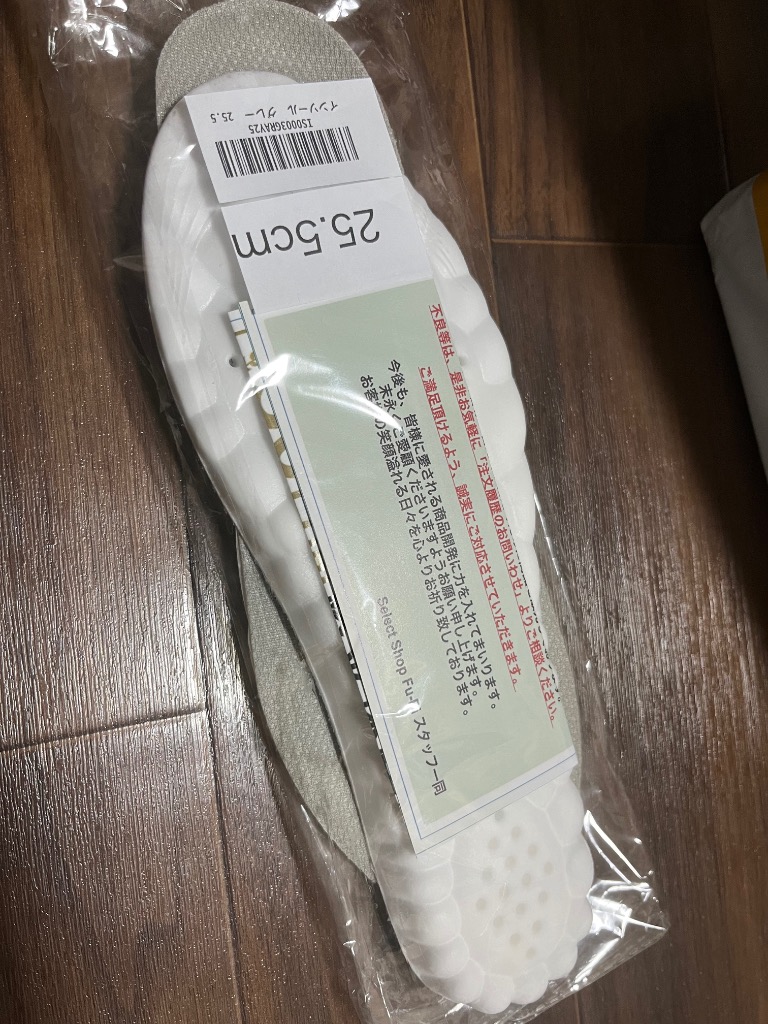 インソール グレー 25.5
IS0003GRAY25
25.5cm
不良等は、是非お気軽に「注文履歴のお問いわせ」よりご相談ください。
ご満足頂けるよう、誠実にご対応させていただきます。
今後も、皆様に愛される商品開発に力を入れてまいります。
末永くご愛顧くださいますようお願い申し上げます。
お客様の笑顔溢れる日々を心よりお祈り致しております。
Select Shop スタッフ一同